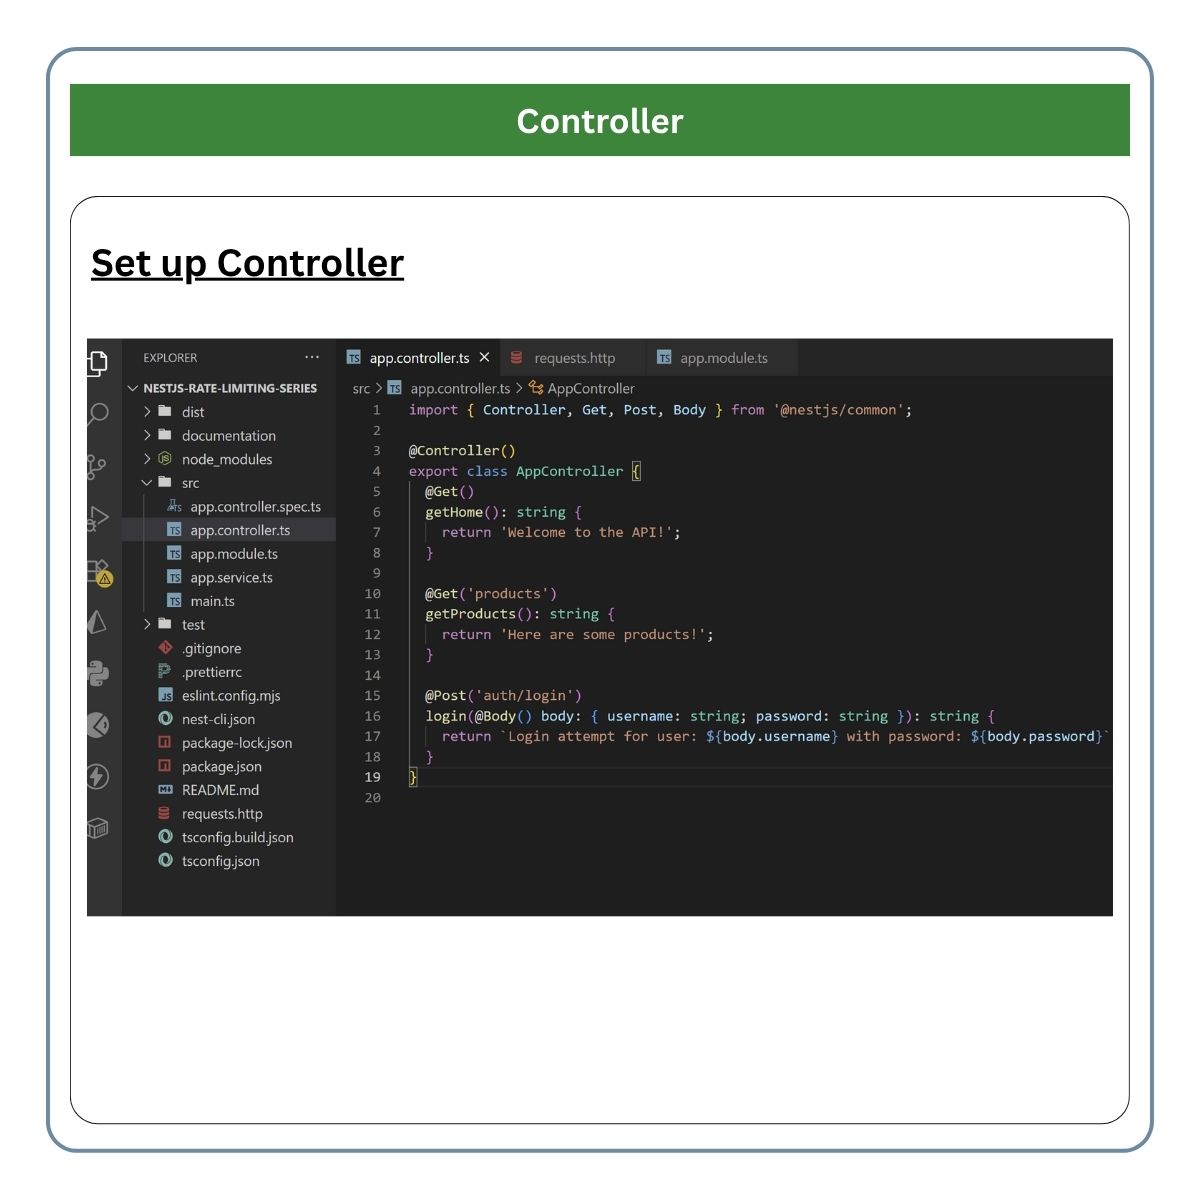 Controller
Set up Controller
EXPLORER ...
NESTJS-RATE-LIMITING-SERIES
dist
documentation
node_modules
src
app.controller.spec.ts
app.controller.ts
app.module.ts
app.service.ts
main.ts
test
.gitignore
.prettierrc
eslint.config.mjs
nest-cli.json
package-lock.json
package.json
README.md
requests.http
tsconfig.build.json
tsconfig.json
TS app.controller.ts × requests.http TS app.module.ts
src > TS app.controller.ts > AppController
1 import { Controller, Get, Post, Body } from '@nestjs/common';
2
3 @Controller()
4 export class AppController {
5 @Get()
6 getHome(): string {
7 return 'Welcome to the API!';
8 }
9
10 @Get('products')
11 getProducts(): string {
12 return 'Here are some products!';
13 }
14
15 @Post('auth/login')
16 login(@Body() body: { username: string; password: string }): string {
17 return `Login attempt for user: ${body.username} with password: ${body.password}`
18 }
19 }
20